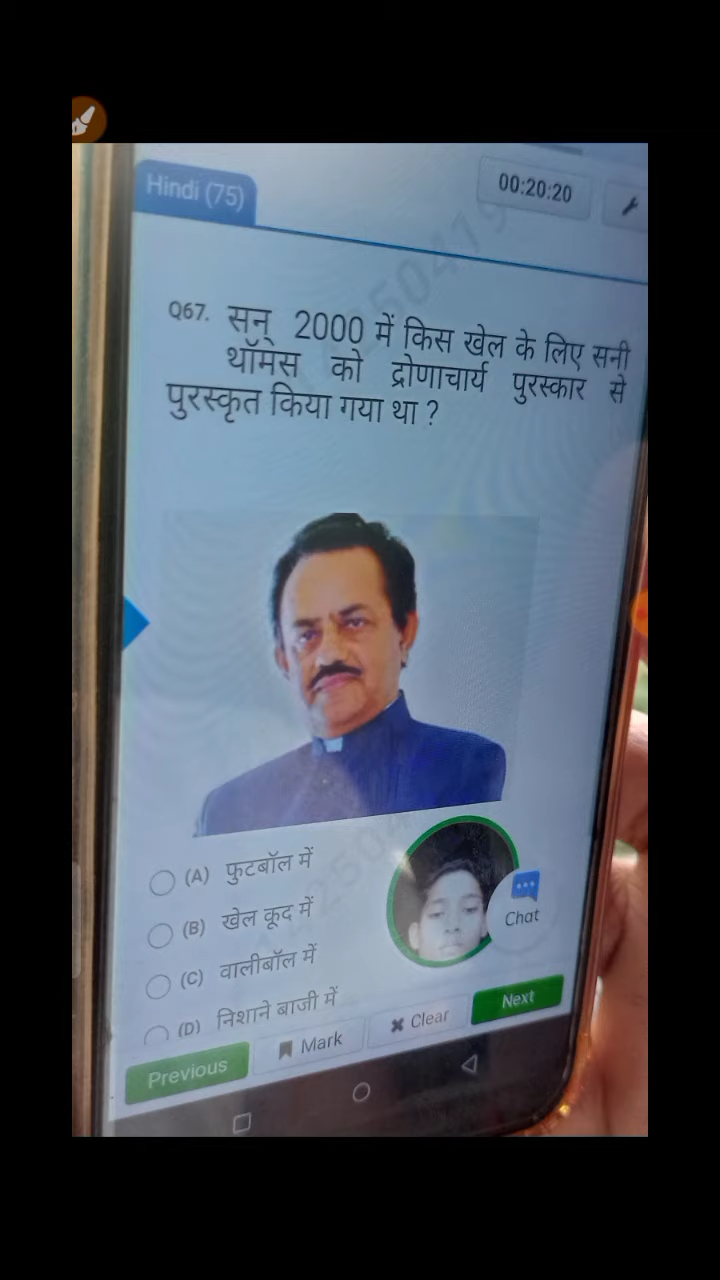 Hindi (75)
00:20:20
Q67. सन् 2000 में किस खेल के लिए सनी
थॉमस को द्रोणाचार्य पुरस्कार से
पुरस्कृत किया गया था ?
(A) फुटबॉल में
(B) खेल कूद में
(C) वालीबॉल में
(D) निशाने बाजी में
Chat
Previous
Mark
Clear
Next